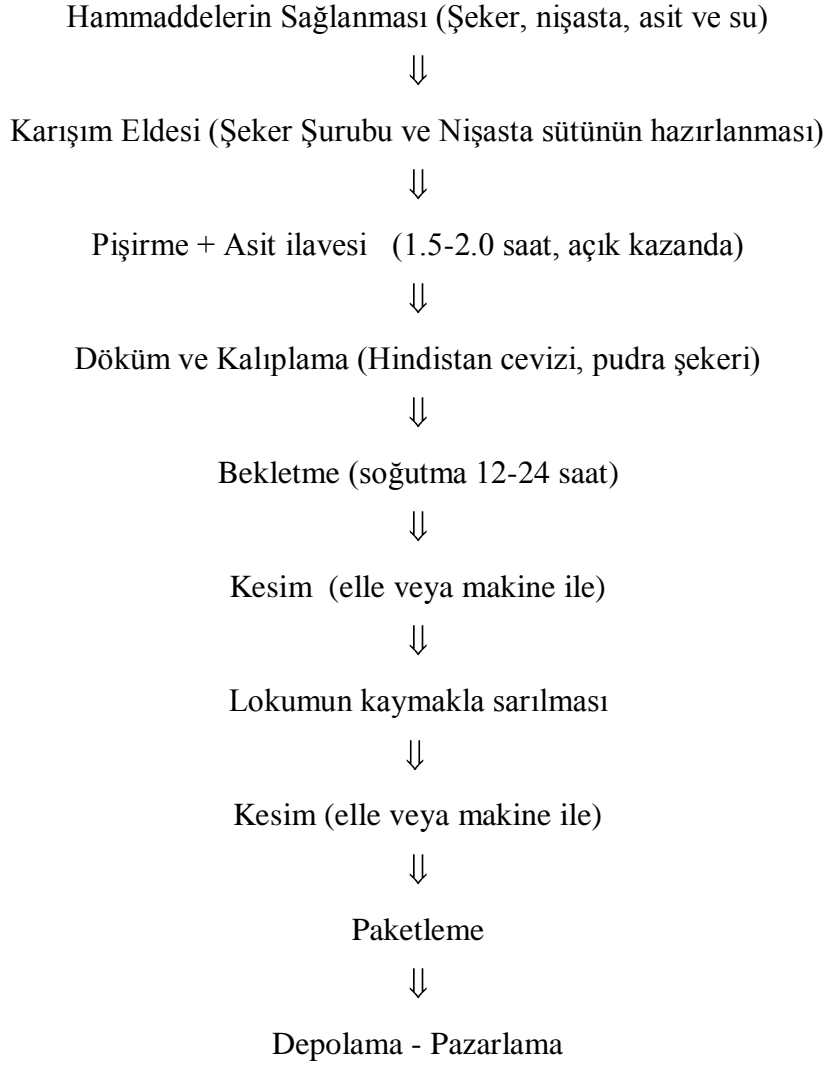 Hammaddelerin Sağlanması (Şeker, nişasta, asit ve su)
⇓
Karışım Eldesi (Şeker Şurubu ve Nişasta sütünün hazırlanması)
⇓
Pişirme + Asit ilavesi (1.5-2.0 saat, açık kazanda)
⇓
Döküm ve Kalıplama (Hindistan cevizi, pudra şekeri)
⇓
Bekletme (soğutma 12-24 saat)
⇓
Kesim (elle veya makine ile)
⇓
Lokumun kaymakla sarılması
⇓
Kesim (elle veya makine ile)
⇓
Paketleme
⇓
Depolama - Pazarlama